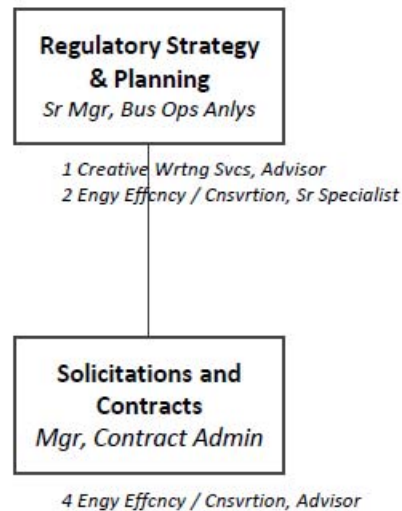 Regulatory Strategy
& Planning
Sr Mgr, Bus Ops Anlys
1 Creative Wrtng Svcs, Advisor
2 Engy Effcncy / Cnsvrtion, Sr Specialist
Solicitations and
Contracts
Mgr, Contract Admin
4 Engy Effcncy / Cnsvrtion, Advisor